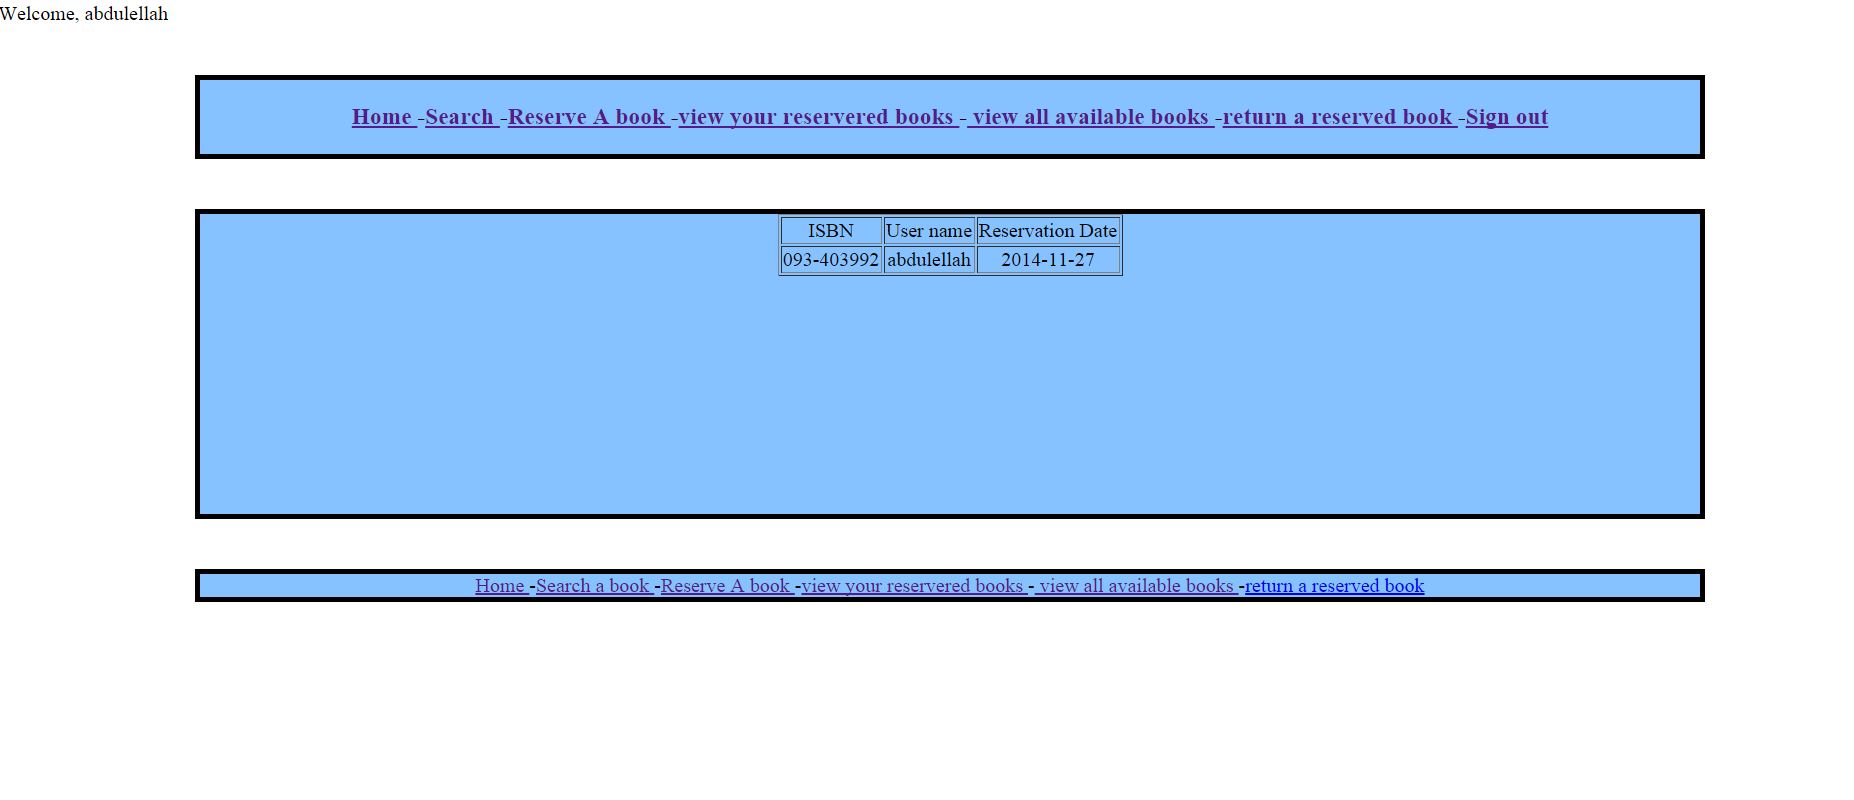 Welcome, abdulellah
Home -Search -Reserve A book -view your reservered books - view all available books -return a reserved book -Sign out
ISBN User name Reservation Date
093-403992 abdulellah 2014-11-27
Home -Search a book -Reserve A book -view your reservered books - view all available books -return a reserved book